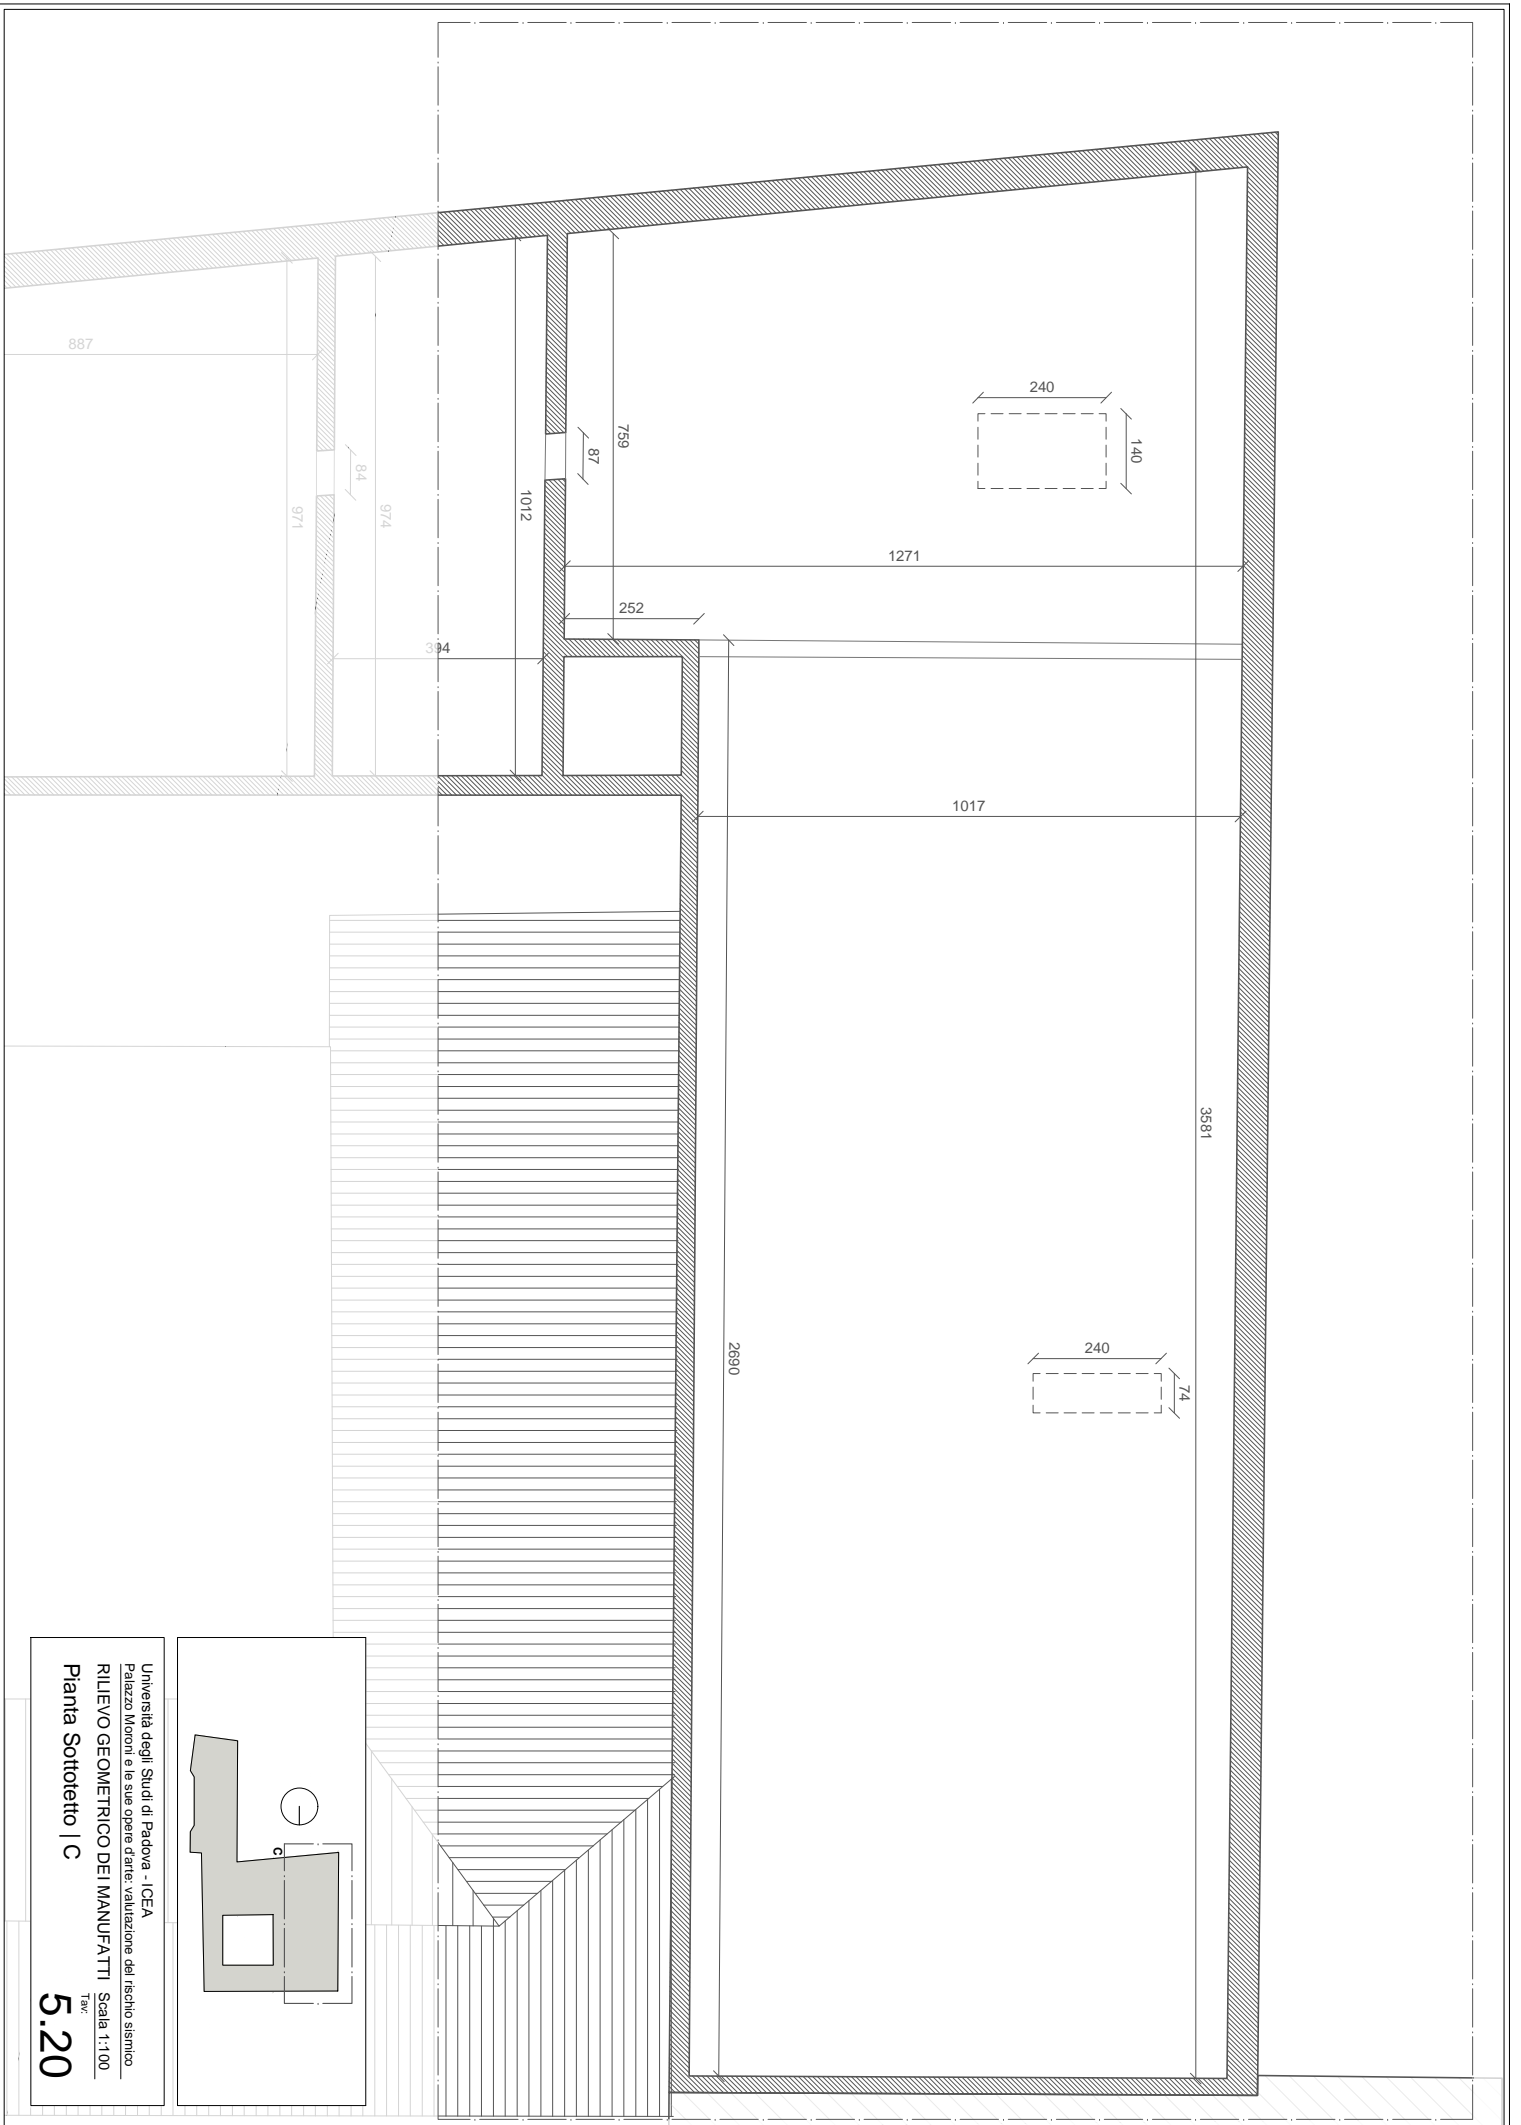 887
84
971
974
394
1012
759
87
252
240
140
1271
1017
3581
2690
240
74
C
Università degli Studi di Padova - ICEA
Palazzo Moroni e le sue opere d'arte: valutazione del rischio sismico
RILIEVO GEOMETRICO DEI MANUFATTI Scala 1:100
Tav:
Pianta Sottotetto | C 5.20